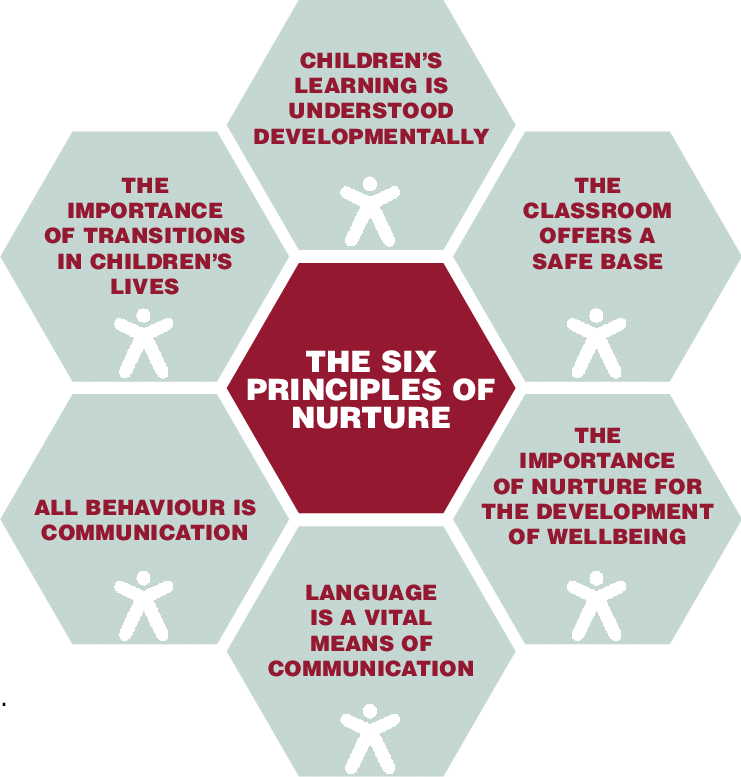 CHILDREN'S
LEARNING IS
UNDERSTOOD
DEVELOPMENTALLY
THE
CLASSROOM
OFFERS A
SAFE BASE
THE
IMPORTANCE
OF NURTURE FOR
THE DEVELOPMENT
OF WELLBEING
LANGUAGE
IS A VITAL
MEANS OF
COMMUNICATION
ALL BEHAVIOUR IS
COMMUNICATION
THE
IMPORTANCE
OF TRANSITIONS
IN CHILDREN'S
LIVES
THE SIX
PRINCIPLES OF
NURTURE
.